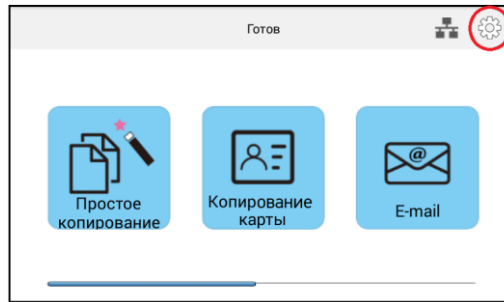 Готов
Простое
копирование
Копирование
карты
E-mail